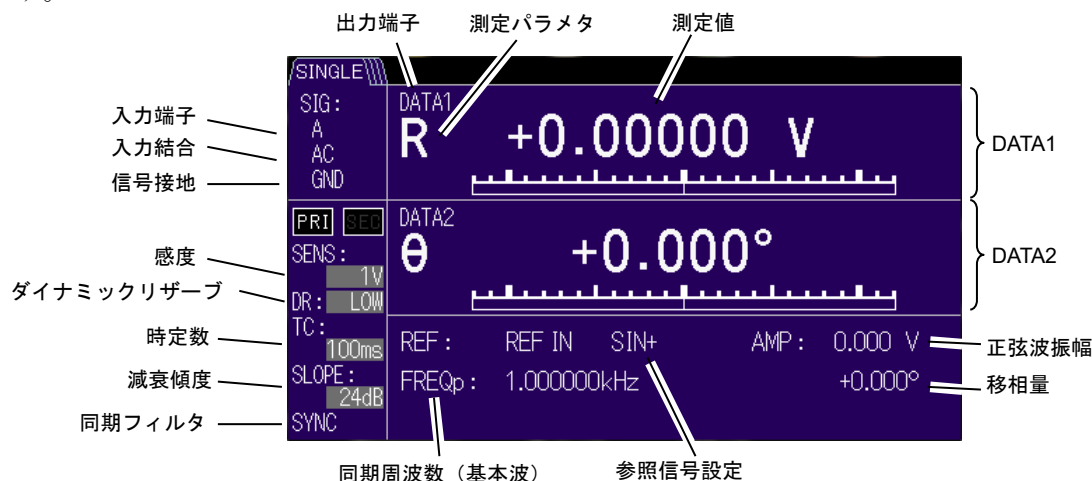 出力端子 測定パラメタ 測定値
SINGLE
SIG:
A
AC
GND
入力端子
入力結合
信号接地
DATA1
R +0.00000 V
DATA1
PRI SEC
SENS:
1V
DR: LOW
TC:
100ms
SLOPE:
24dB
SYNC
感度
ダイナミックリザーブ
時定数
減衰傾度
同期フィルタ
DATA2
θ +0.000°
DATA2
REF: REF IN SIN+ AMP: 0.000 V
FREQp: 1.000000kHz +0.000°
正弦波振幅
移相量
同期周波数（基本波） 参照信号設定